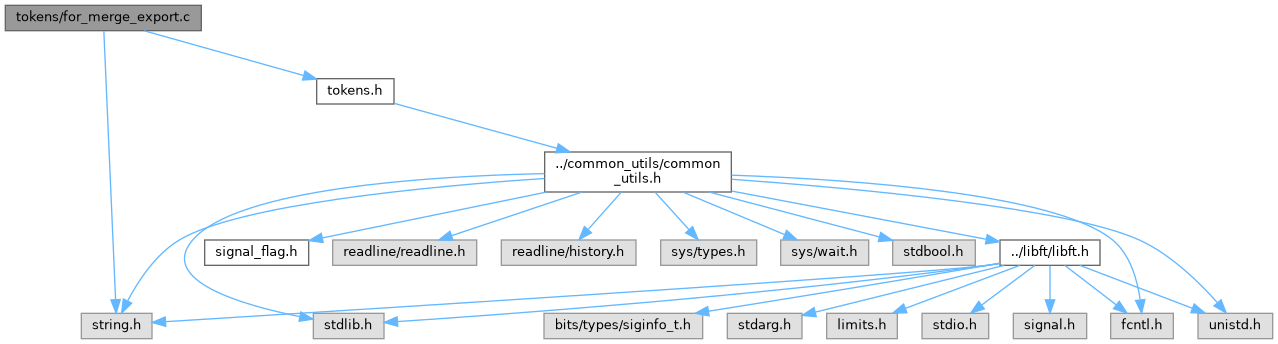 tokens/for_merge_export.c
tokens.h
../common_utils/common
_utils.h
signal_flag.h
readline/readline.h
readline/history.h
sys/types.h
sys/wait.h
stdbool.h
../libft/libft.h
string.h
stdlib.h
bits/types/siginfo_t.h
stdarg.h
limits.h
stdio.h
signal.h
fcntl.h
unistd.h